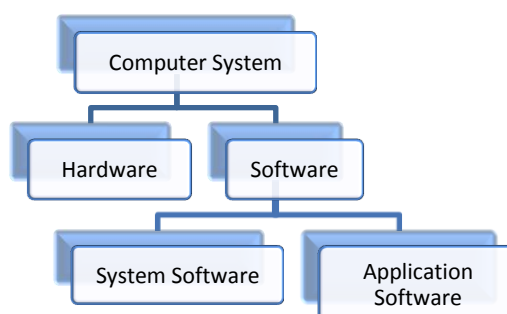 Computer System
Hardware
Software
System Software
Application
Software